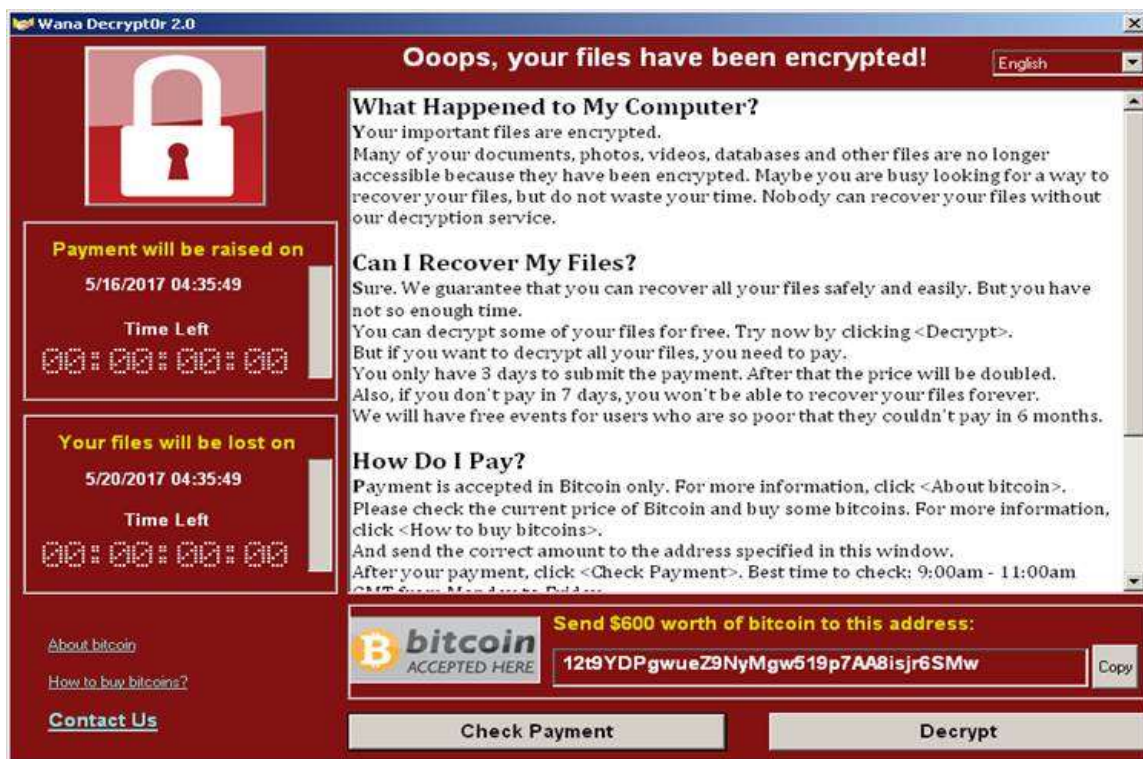 Wana Decrypt0r 2.0
Ooops, your files have been encrypted!
English
Payment will be raised on
5/16/2017 04:35:49
Time Left
00:00:00:00
Your files will be lost on
5/20/2017 04:35:49
Time Left
00:00:00:00
About bitcoin
How to buy bitcoins?
Contact Us
What Happened to My Computer?
Your important files are encrypted.
Many of your documents, photos, videos, databases and other files are no longer
accessible because they have been encrypted. Maybe you are busy looking for a way to
recover your files, but do not waste your time. Nobody can recover your files without
our decryption service.
Can I Recover My Files?
Sure. We guarantee that you can recover all your files safely and easily. But you have
not so enough time.
You can decrypt some of your files for free. Try now by clicking <Decrypt>.
But if you want to decrypt all your files, you need to pay.
You only have 3 days to submit the payment. After that the price will be doubled.
Also, if you don't pay in 7 days, you won't be able to recover your files forever.
We will have free events for users who are so poor that they couldn't pay in 6 months.
How Do I Pay?
Payment is accepted in Bitcoin only. For more information, click <About bitcoin>.
Please check the current price of Bitcoin and buy some bitcoins. For more information,
click <How to buy bitcoins>.
And send the correct amount to the address specified in this window.
After your payment, click <Check Payment>. Best time to check: 9:00am - 11:00am
GMT from Monday to Friday
bitcoin
ACCEPTED HERE
Send $600 worth of bitcoin to this address:
12t9YDPgwueZ9NyMgw519p7AA8isjr6SMw
Copy
Check Payment
Decrypt